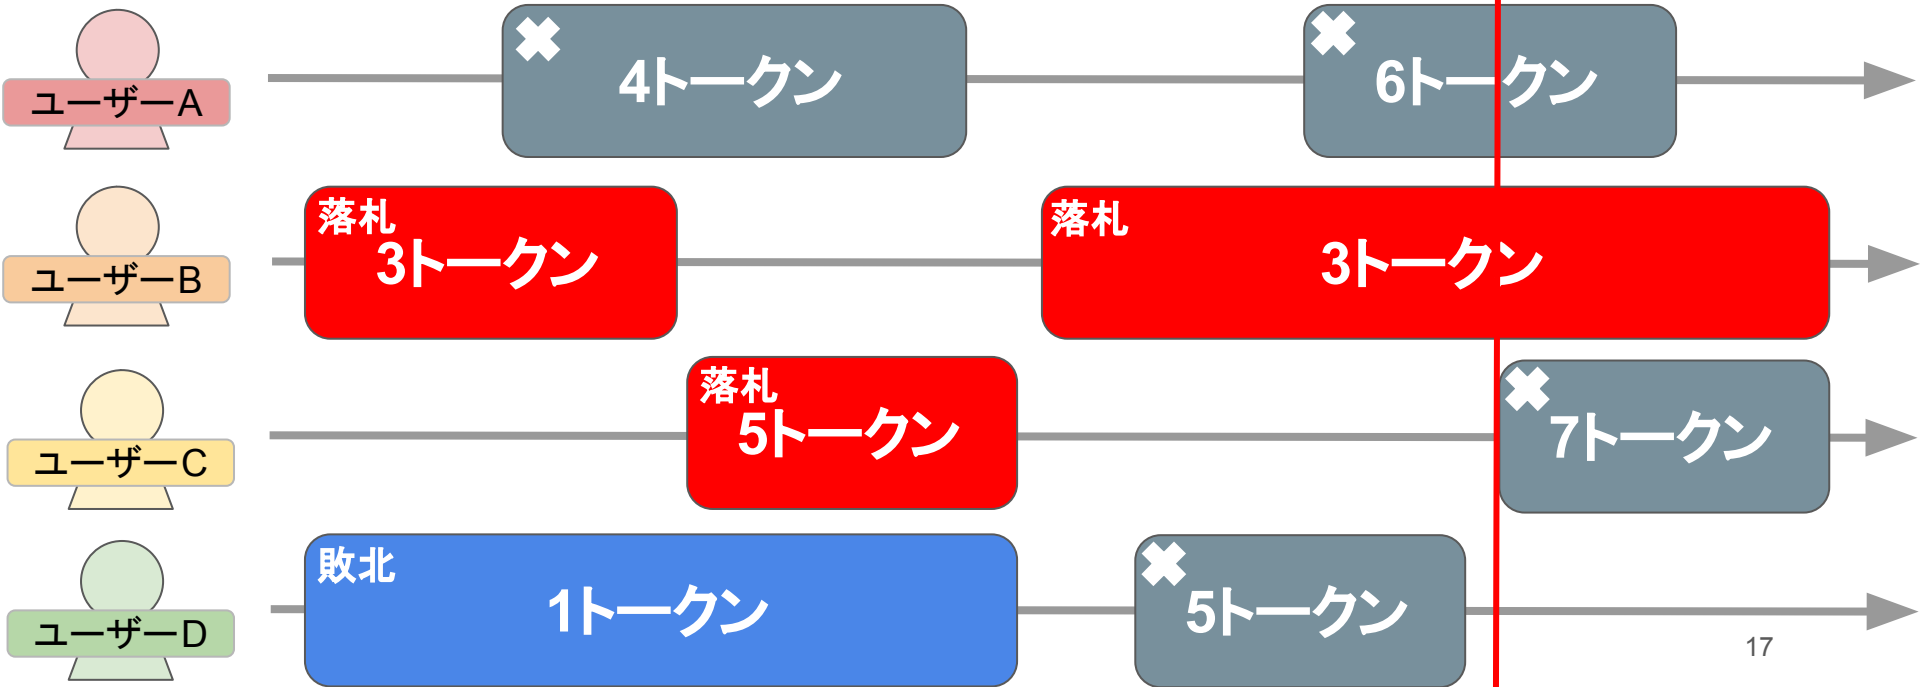 ユーザーA
4トークン
6トークン
ユーザーB
落札
3トークン
落札
3トークン
ユーザーC
落札
5トークン
7トークン
ユーザーD
敗北
1トークン
5トークン
17